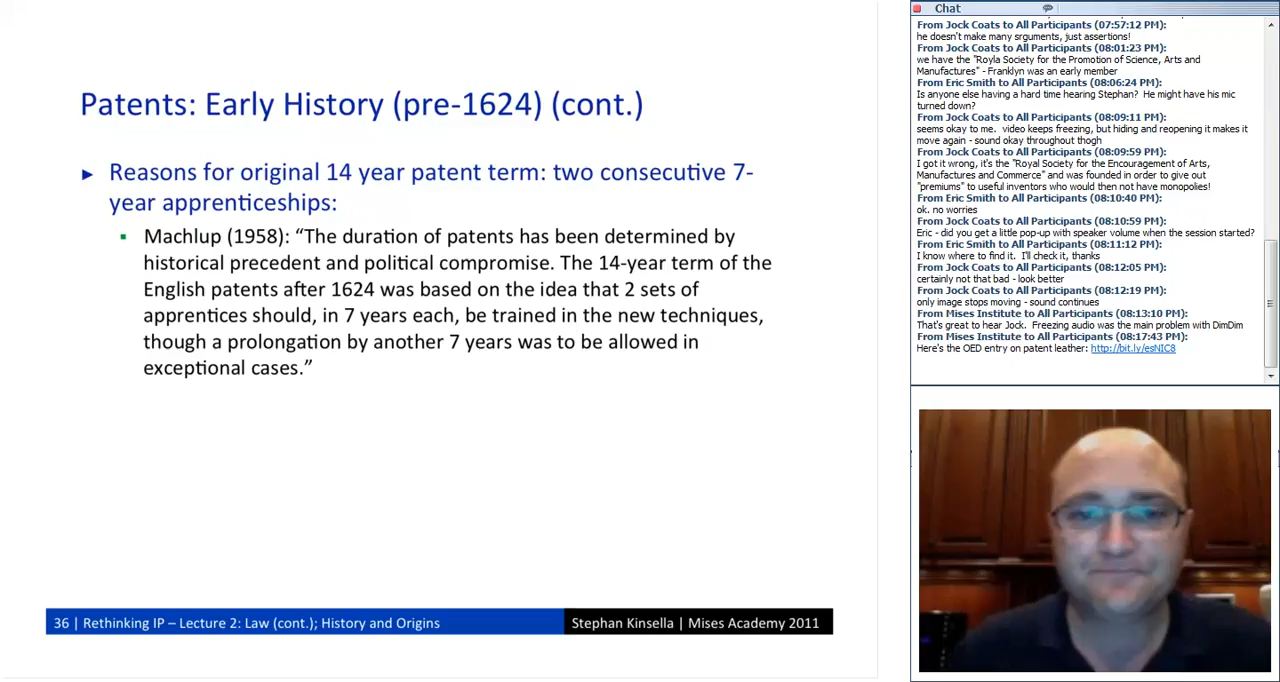 Patents: Early History (pre-1624) (cont.)
Reasons for original 14 year patent term: two consecutive 7-
year apprenticeships:
Machlup (1958): “The duration of patents has been determined by
historical precedent and political compromise. The 14-year term of the
English patents after 1624 was based on the idea that 2 sets of
apprentices should, in 7 years each, be trained in the new techniques,
though a prolongation by another 7 years was to be allowed in
exceptional cases.”
36 | Rethinking IP – Lecture 2: Law (cont.); History and Origins
Stephan Kinsella | Mises Academy 2011
Chat
From Jock Coats to All Participants (07:57:12 PM):
he doesn't make many srguments, just assertions!
From Jock Coats to All Participants (08:01:23 PM):
we have the "Royla Society for the Promotion of Science, Arts and
Manufactures" - Franklyn was an early member
From Eric Smith to All Participants (08:06:24 PM):
Is anyone else having a hard time hearing Stephan? He might have his mic
turned down?
From Jock Coats to All Participants (08:09:11 PM):
seems okay to me. video keeps freezing, but hiding and reopening it makes it
move again - sound okay throughout thogh
From Jock Coats to All Participants (08:09:59 PM):
I got it wrong, it's the "Royal Society for the Encouragement of Arts,
Manufactures and Commerce" and was founded in order to give out
"premiums" to useful inventors who would then not have monopolies!
From Eric Smith to All Participants (08:10:40 PM):
ok. no worries
From Jock Coats to All Participants (08:10:59 PM):
Eric - did you get a little pop-up with speaker volume when the session started?
From Eric Smith to All Participants (08:11:12 PM):
I know where to find it. I'll check it, thanks
From Jock Coats to All Participants (08:12:05 PM):
certainly not that bad - look better
From Jock Coats to All Participants (08:12:19 PM):
only image stops moving - sound continues
From Mises Institute to All Participants (08:13:10 PM):
That's great to hear Jock. Freezing audio was the main problem with DimDim
From Mises Institute to All Participants (08:17:43 PM):
Here's the OED entry on patent leather: http://bit.ly/esNIC8